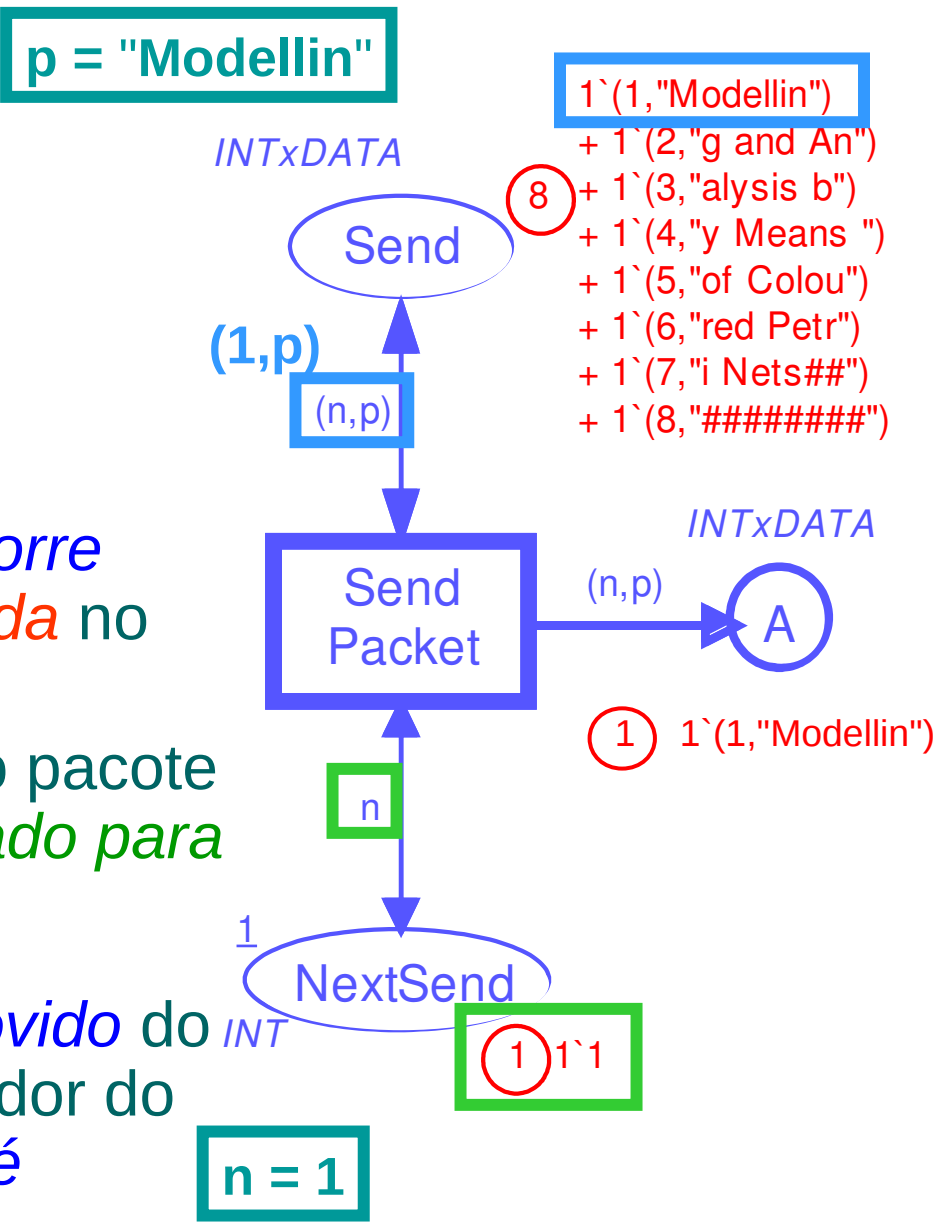 p = "Modellin"
1`(1,"Modellin")
+ 1`(2,"g and An")
+ 1`(3,"alysis b")
+ 1`(4,"y Means ")
+ 1`(5,"of Colou")
+ 1`(6,"red Petr")
+ 1`(7,"i Nets##")
+ 1`(8,"########")
INTxDATA
8
Send
(1,p)
(n,p)
orre
da no
Send
Packet
(n,p)
INTxDATA
A
1 1`(1,"Modellin")
o pacote
ado para
n
1
NextSend
INT
1 1`1
ovido do
dor do
é
n = 1